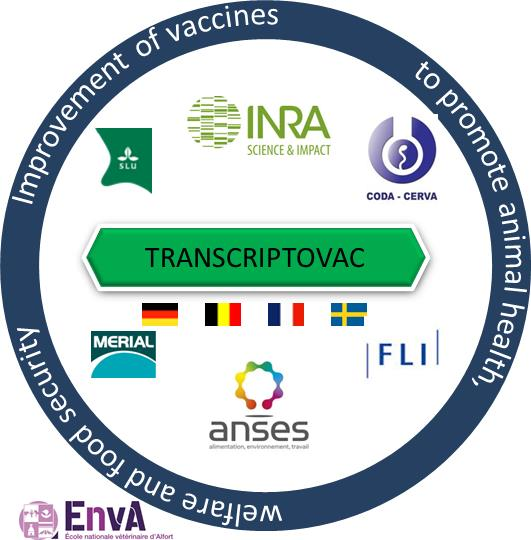 Improvement of vaccines
to promote animal health,
welfare and food security
INRA
SCIENCE & IMPACT
SLU
CODA - CERVA
TRANSCRIPTOVAC
MERIAL
FLI
anses
alimentation, environnement, travail
EnvA
École nationale vétérinaire d'Alfort